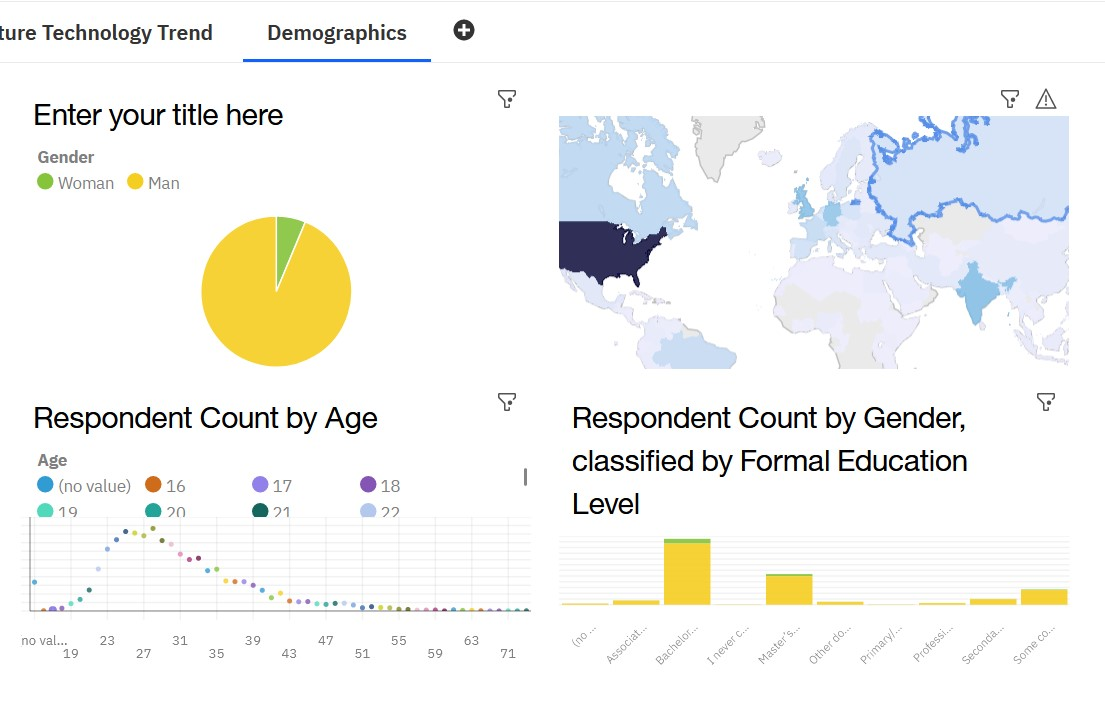 ture Technology Trend
Demographics
Enter your title here
Gender
Woman
Man
Respondent Count by Age
Age
(no value)
16
17
18
19
20
21
22
no val...
19
23
27
31
35
39
43
47
51
55
59
63
71
Respondent Count by Gender,
classified by Formal Education
Level
(no ...
Associat...
Bachelor...
I never c...
Master's...
Other do...
Primary/...
Professi...
Seconda...
Some co...